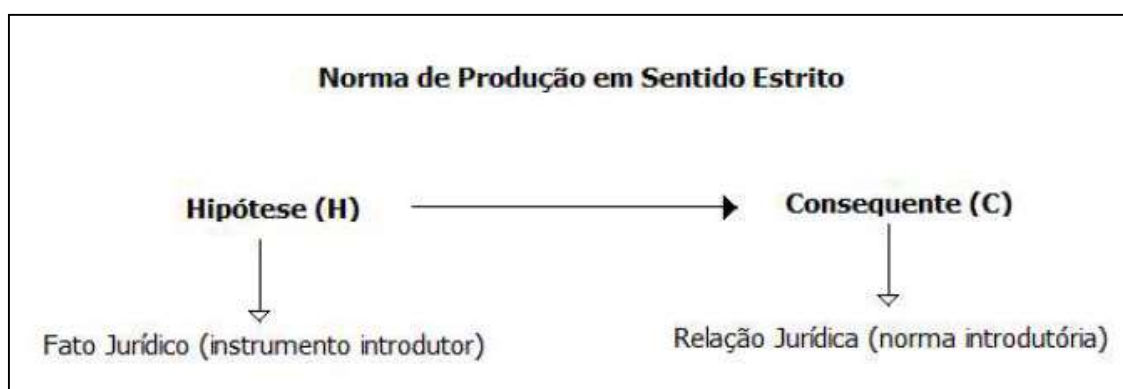 Norma de Produção em Sentido Estrito
Hipótese (H) Consequente (C)
Fato Jurídico (instrumento introdutor) Relação Jurídica (norma introdutória)